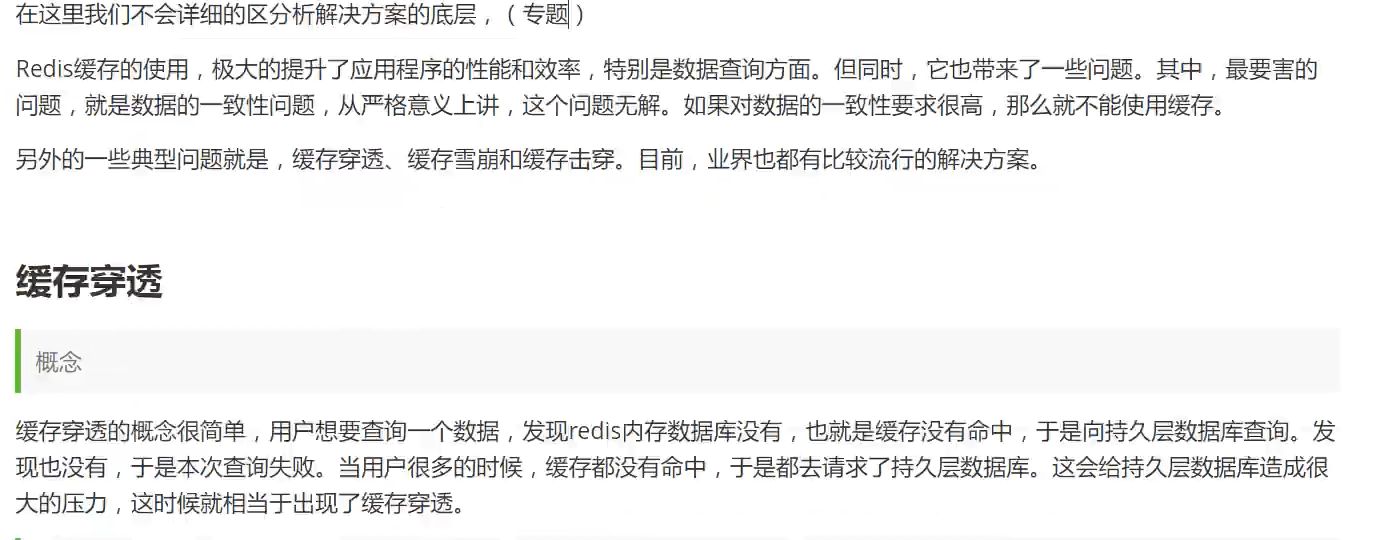 在这里我们不会详细的区分析解决方案的底层，（专题）
Redis缓存的使用，极大的提升了应用程序的性能和效率，特别是数据查询方面。但同时，它也带来了一些问题。其中，最要害的
问题，就是数据的一致性问题，从严格意义上讲，这个问题无解。如果对数据的一致性要求很高，那么就不能使用缓存。
另外的一些典型问题就是，缓存穿透、缓存雪崩和缓存击穿。目前，业界也都有比较流行的解决方案。
缓存穿透
概念
缓存穿透的概念很简单，用户想要查询一个数据，发现redis内存数据库没有，也就是缓存没有命中，于是向持久层数据库查询。发
现也没有，于是本次查询失败。当用户很多的时候，缓存都没有命中，于是都去请求了持久层数据库。这会给持久层数据库造成很
大的压力，这时候就相当于出现了缓存穿透。